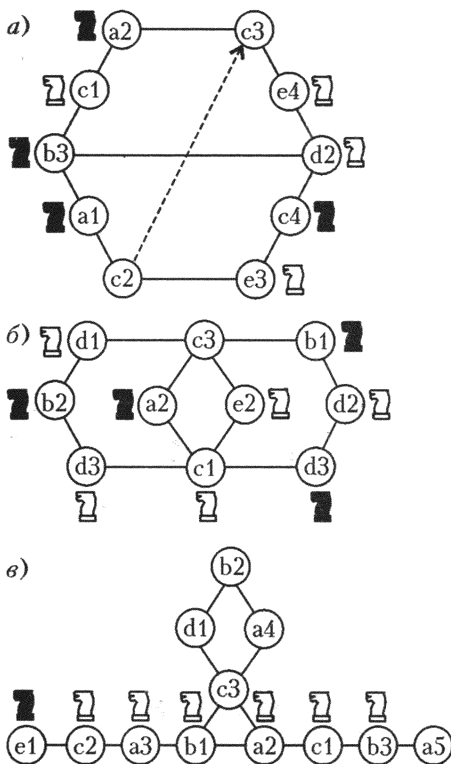 а)
a2 c3
c1 e4
b3 d2
a1 c4
c2 e3
б)
d1 c3 b1
b2 a2 e2 d2
d3 c1 d3
в)
b2
d1 a4
c3
e1 c2 a3 b1 a2 c1 b3 a5